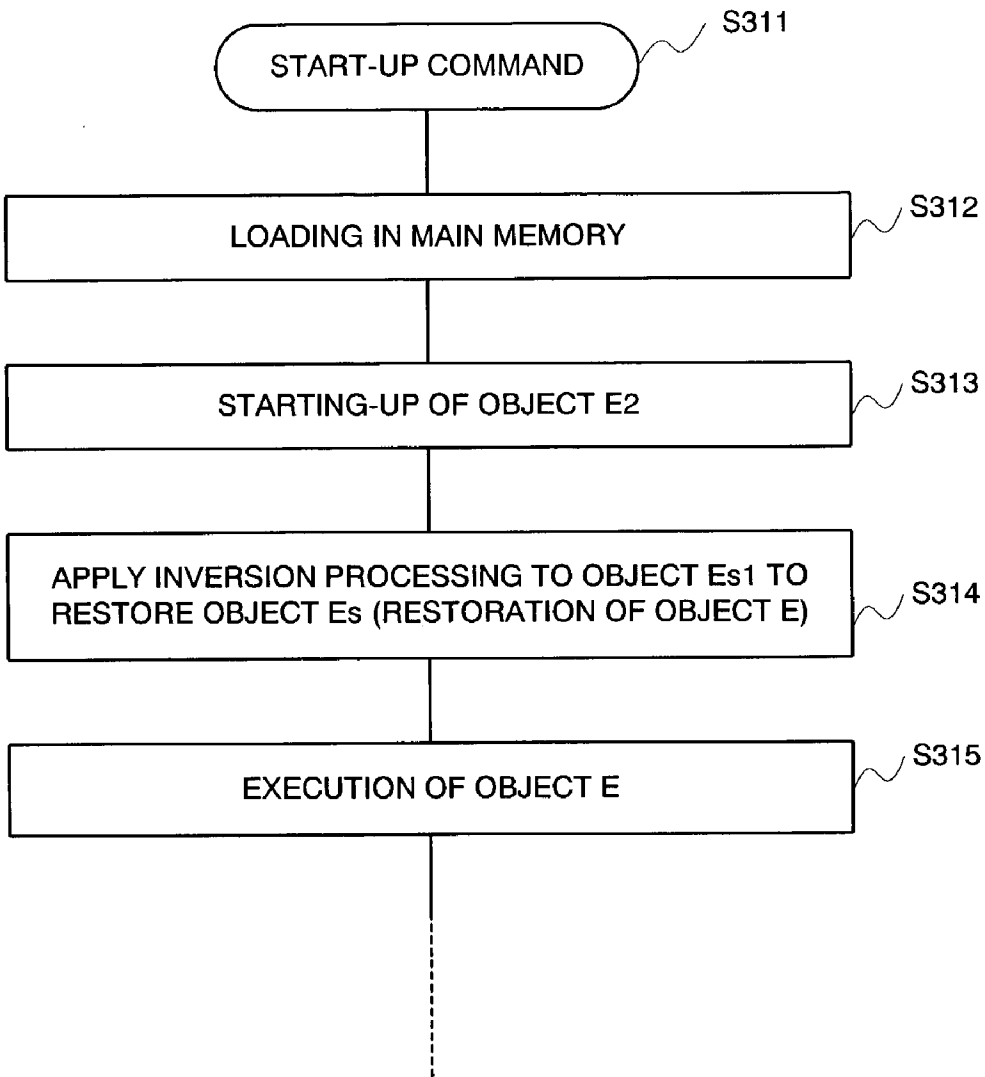 S311
START-UP COMMAND
S312
LOADING IN MAIN MEMORY
S313
STARTING-UP OF OBJECT E2
APPLY INVERSION PROCESSING TO OBJECT Es1 TO
RESTORE OBJECT Es (RESTORATION OF OBJECT E)
S314
S315
EXECUTION OF OBJECT E